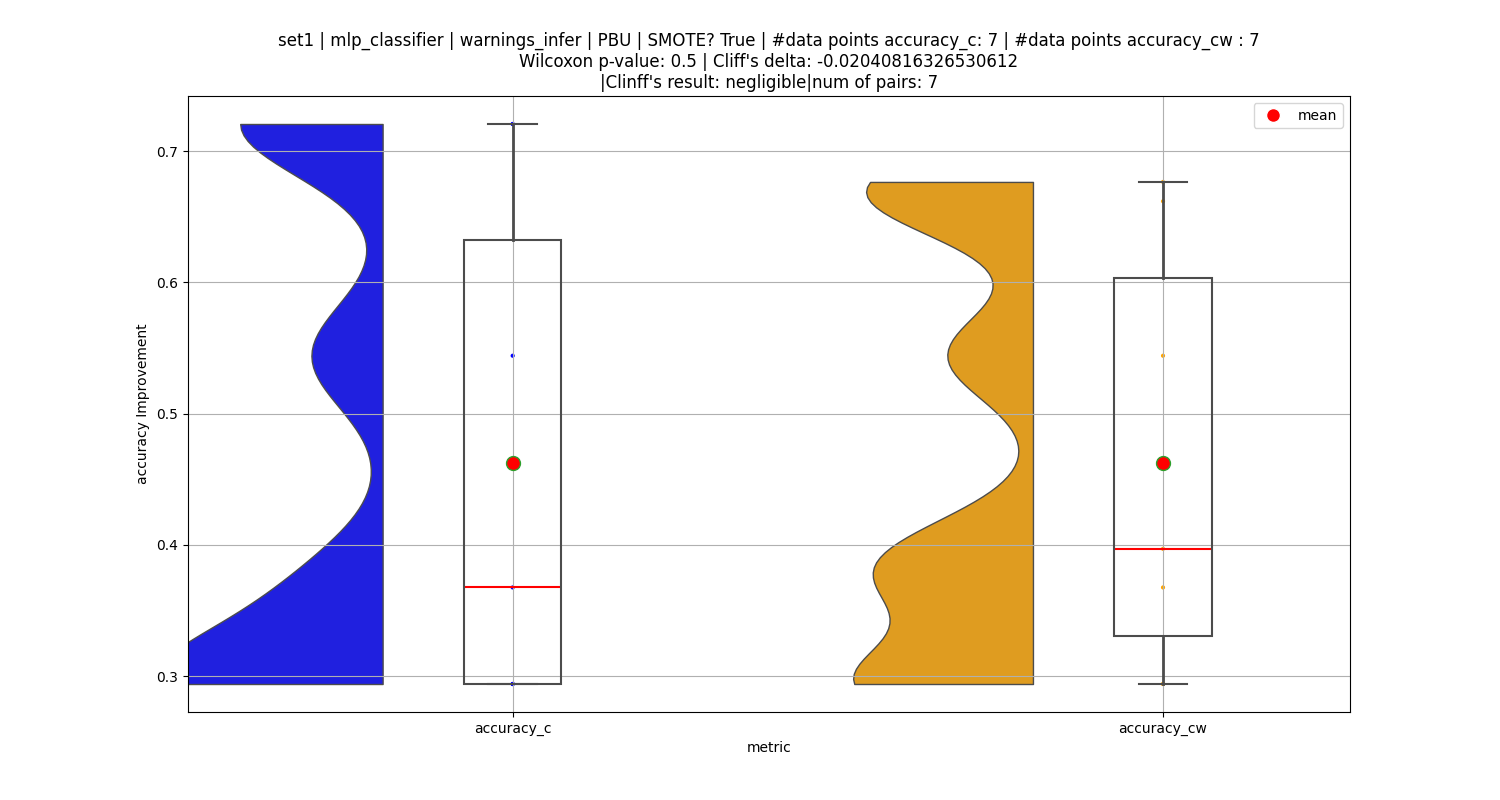 set1 | mlp_classifier | warnings_infer | PBU | SMOTE? True | #data points accuracy_c: 7 | #data points accuracy_cw : 7
Wilcoxon p-value: 0.5 | Cliff's delta: -0.02040816326530612
|Clinff's result: negligible|num of pairs: 7
mean
0.7
0.6
0.5
0.4
0.3
accuracy Improvement
accuracy_c
accuracy_cw
metric